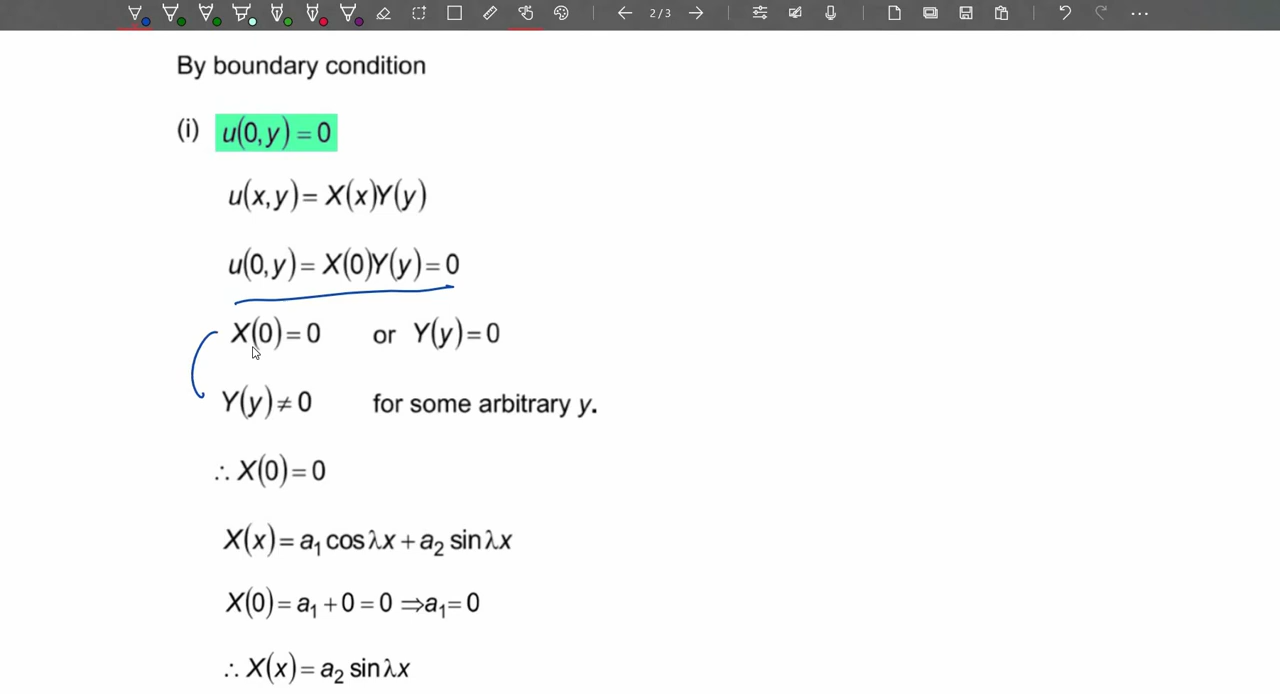 2/3
By boundary condition
(i) u(0,y) = 0
u(x,y) = X(x)Y(y)
u(0,y) = X(0)Y(y) = 0
X(0) = 0 or Y(y) = 0
Y(y) ≠ 0 for some arbitrary y.
∴ X(0) = 0
X(x) = a₁ cos λx + a₂ sin λx
X(0) = a₁ + 0 = 0 ⇒ a₁ = 0
∴ X(x) = a₂ sin λx